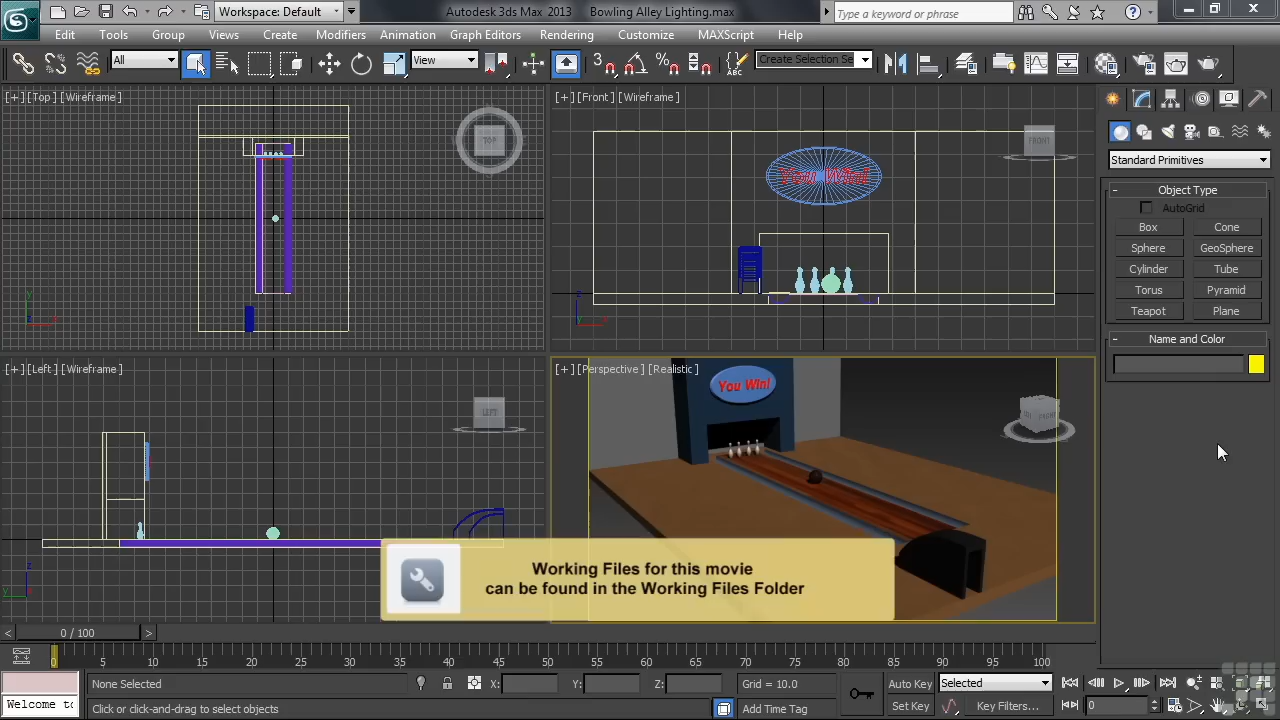 Workspace: Default
Autodesk 3ds Max 2013
Bowling Alley Lighting.max
Type a keyword or phrase
Edit Tools Group Views Create Modifiers Animation Graph Editors Rendering Customize MAXScript Help
All
View
3
Create Selection Se
[+] [Top] [Wireframe]
TOP
[+] [Front] [Wireframe]
FRONT
You Win!
Standard Primitives
- Object Type
AutoGrid
Box Cone
Sphere GeoSphere
Cylinder Tube
Torus Pyramid
Teapot Plane
- Name and Color
[+] [Left] [Wireframe]
LEFT
[+] [Perspective] [Realistic]
FRONT
You Win!
Working Files for this movie
can be found in the Working Files Folder
< 0 / 100 >
0 5 10 15 20 25 30 35 40 45 50 55 60 65 70 75 80 85 90 95 100
None Selected
X: Y: Z: Grid = 10.0
Auto Key Selected
Welcome to
Click or click-and-drag to select objects
Add Time Tag
Set Key Key Filters...
0